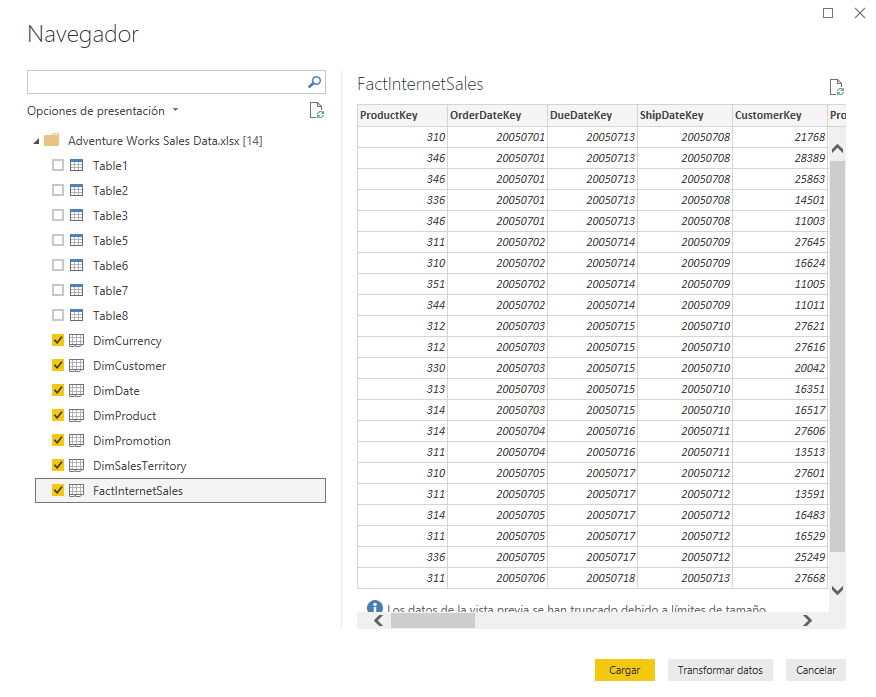 Navegador
FactInternetSales
Opciones de presentación
Adventure Works Sales Data.xlsx [14]
Table1
Table2
Table3
Table5
Table6
Table7
Table8
DimCurrency
DimCustomer
DimDate
DimProduct
DimPromotion
DimSalesTerritory
FactInternetSales
ProductKey OrderDateKey DueDateKey ShipDateKey CustomerKey Pro
310 20050701 20050713 20050708 21768
346 20050701 20050713 20050708 28389
346 20050701 20050713 20050708 25863
336 20050701 20050713 20050708 14501
346 20050701 20050713 20050708 11003
311 20050702 20050714 20050709 27645
310 20050702 20050714 20050709 16624
351 20050702 20050714 20050709 11005
344 20050702 20050714 20050709 11011
312 20050703 20050715 20050710 27621
312 20050703 20050715 20050710 27616
330 20050703 20050715 20050710 20042
313 20050703 20050715 20050710 16351
314 20050703 20050715 20050710 16517
314 20050704 20050716 20050711 27606
311 20050704 20050716 20050711 13513
310 20050705 20050717 20050712 27601
311 20050705 20050717 20050712 13591
314 20050705 20050717 20050712 16483
311 20050705 20050717 20050712 16529
336 20050705 20050717 20050712 25249
311 20050706 20050718 20050713 27668
Los datos de la vista previa se han truncado debido a límites de tamaño
Cargar
Transformar datos
Cancelar